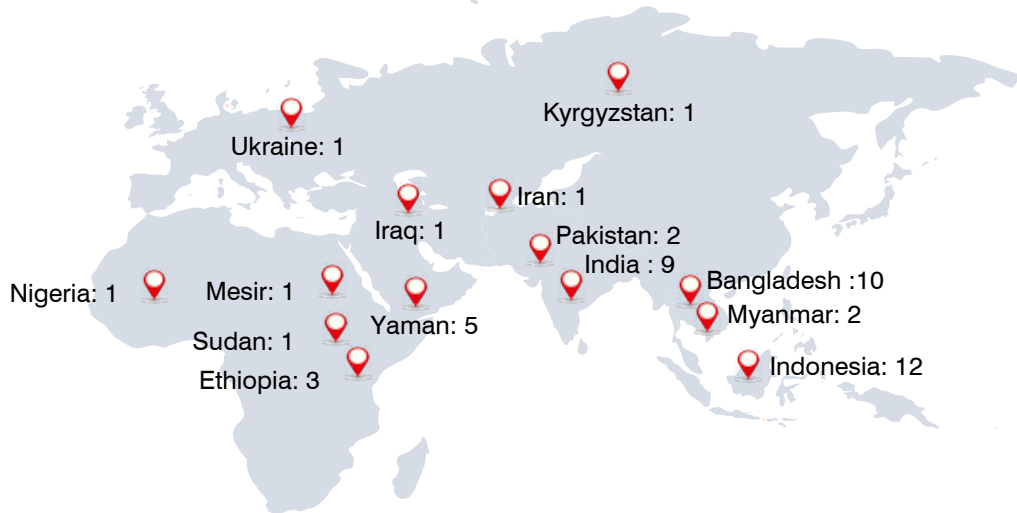 Kyrgyzstan: 1
Ukraine: 1
Iran: 1
Iraq: 1
Pakistan: 2
India : 9
Nigeria: 1
Mesir: 1
Bangladesh :10
Yaman: 5
Myanmar: 2
Sudan: 1
Ethiopia: 3
Indonesia: 12